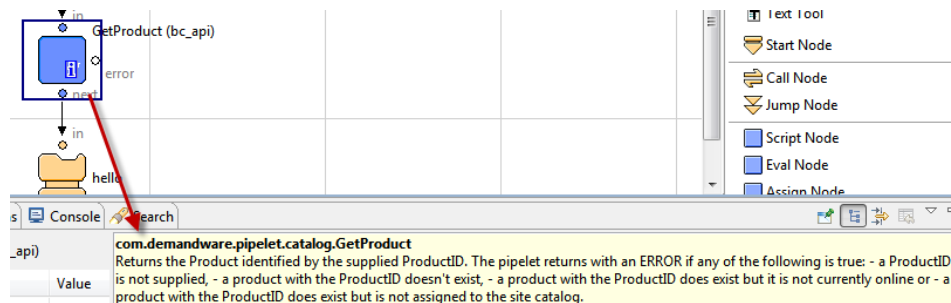 in
GetProduct (bc_api)
error
next
in
hello
Text Tool
Start Node
Call Node
Jump Node
Script Node
Eval Node
Assign Node
s Console Search
_api)
Value
com.demandware.pipelet.catalog.GetProduct
Returns the Product identified by the supplied ProductID. The pipelet returns with an ERROR if any of the following is true: - a ProductID
is not supplied, - a product with the ProductID doesn't exist, - a product with the ProductID does exist but it is not currently online or - a
product with the ProductID does exist but is not assigned to the site catalog.